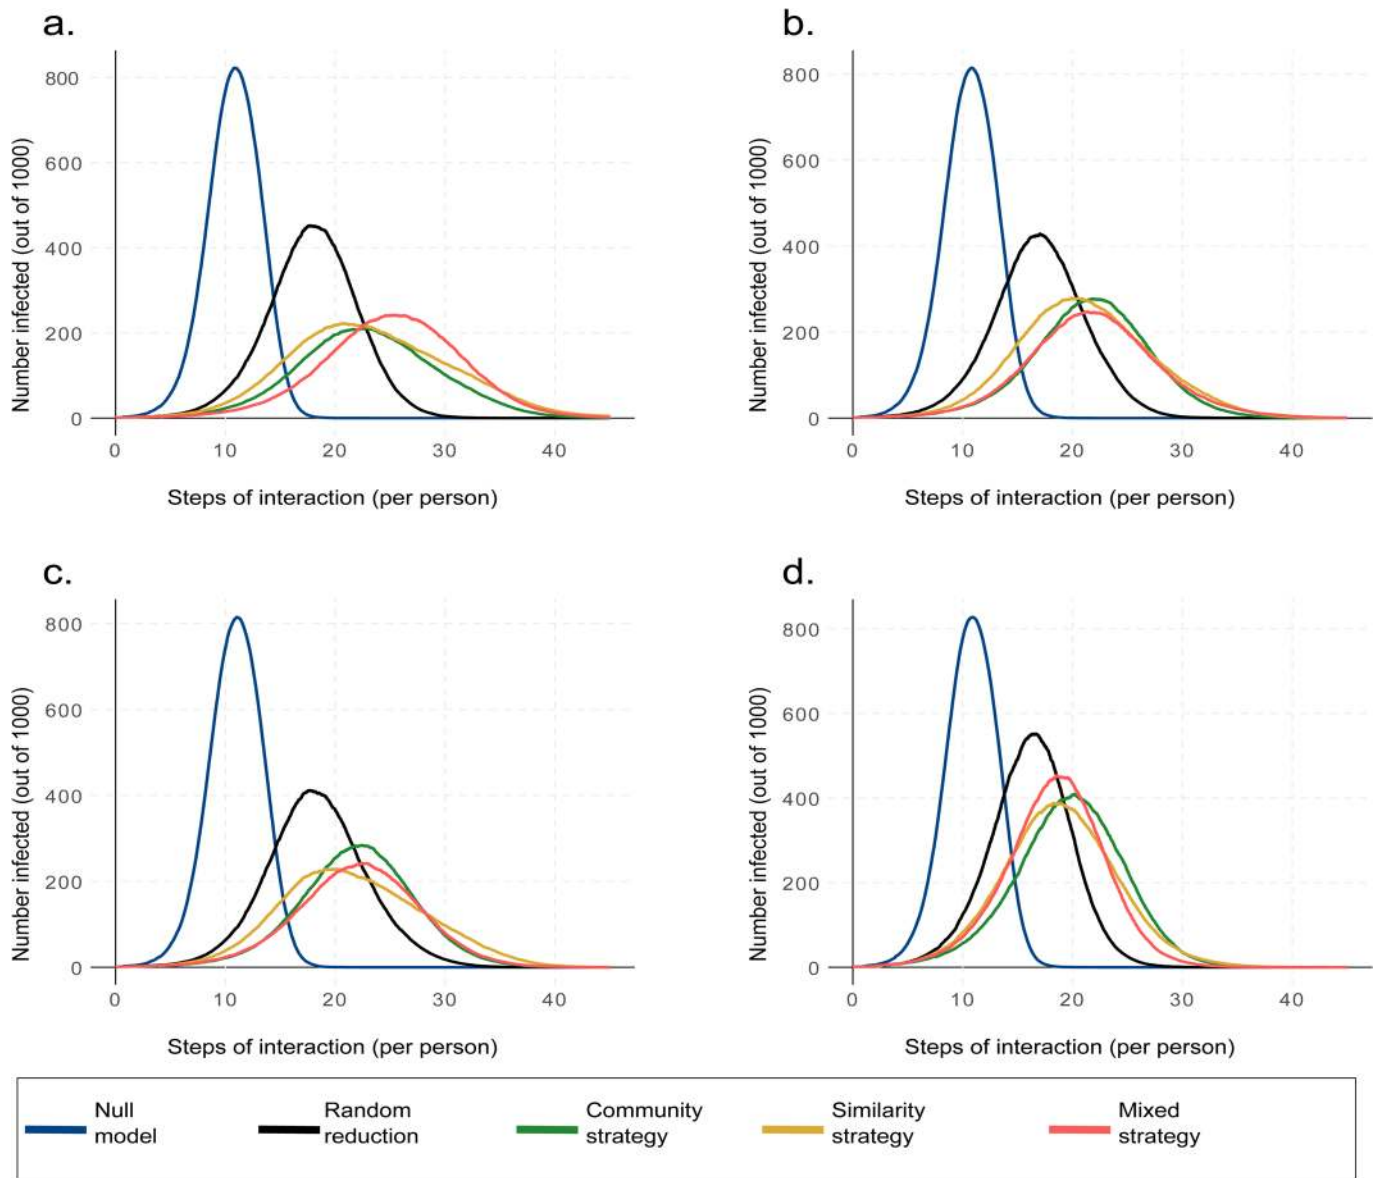 a.
Number infected (out of 1000)
800
600
400
200
0
0 10 20 30 40
Steps of interaction (per person)
b.
Number infected (out of 1000)
800
600
400
200
0
0 10 20 30 40
Steps of interaction (per person)
c.
Number infected (out of 1000)
800
600
400
200
0
0 10 20 30 40
Steps of interaction (per person)
d.
Number infected (out of 1000)
800
600
400
200
0
0 10 20 30 40
Steps of interaction (per person)
Null
model
Random
reduction
Community
strategy
Similarity
strategy
Mixed
strategy